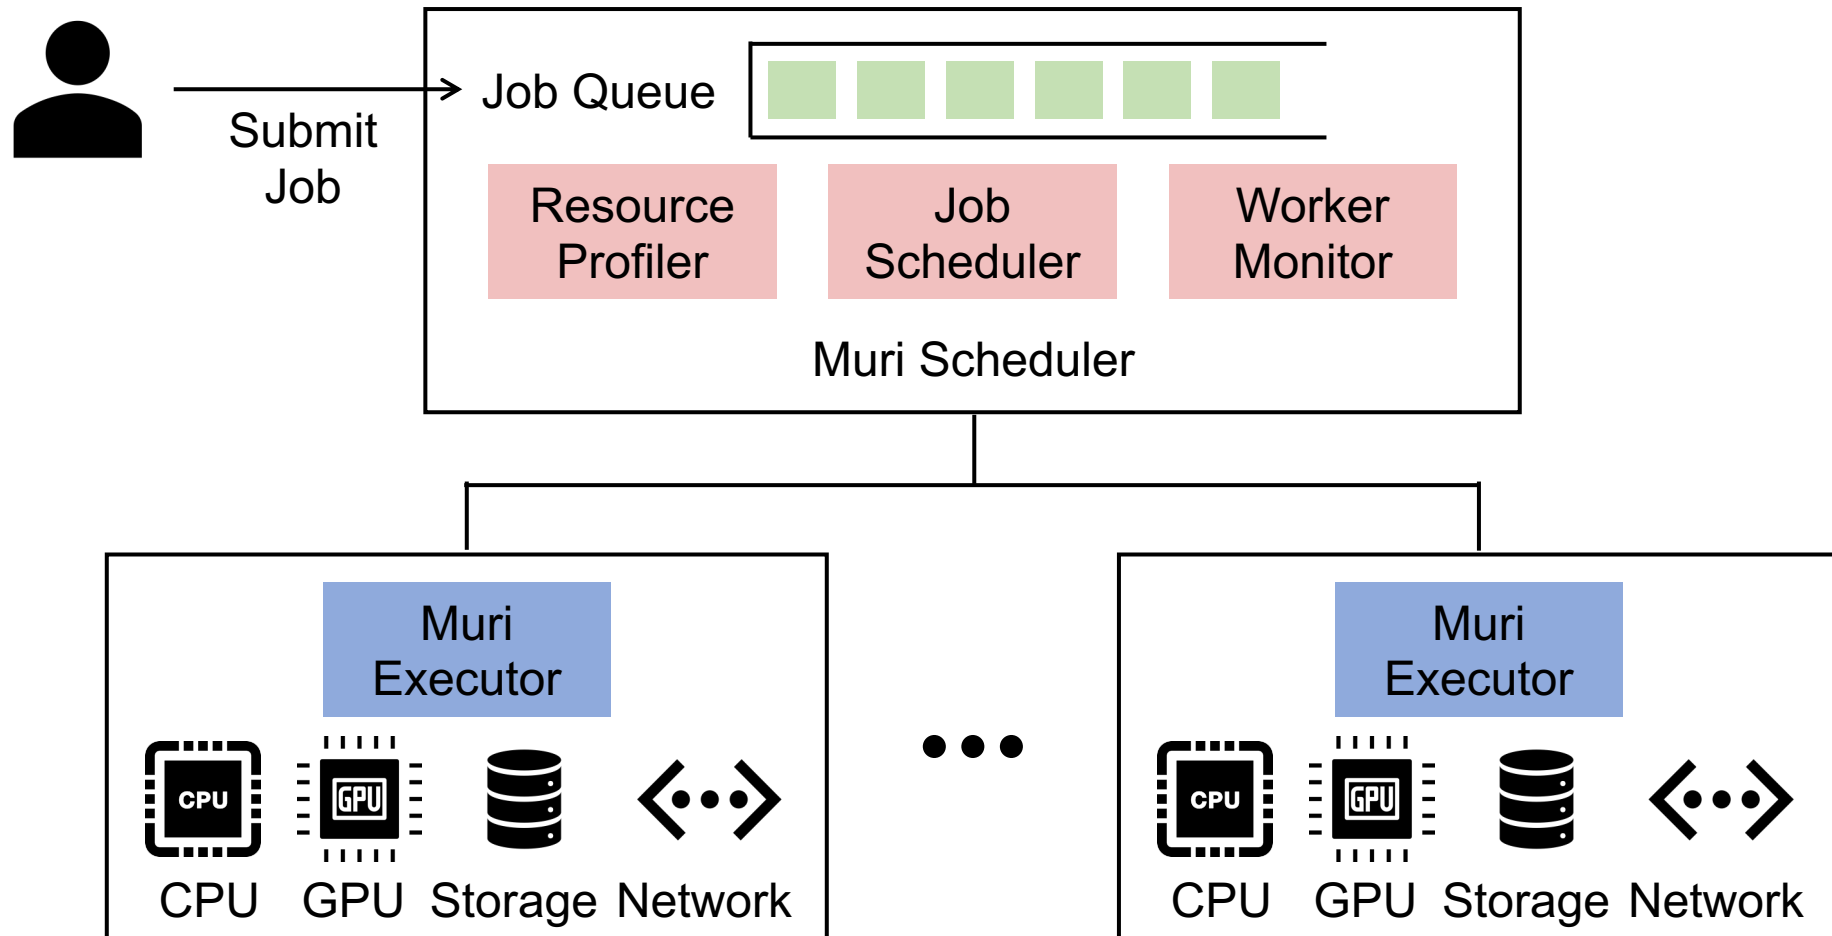 Submit
Job
Job Queue
Resource
Profiler
Job
Scheduler
Worker
Monitor
Muri Scheduler
Muri
Executor
CPU
GPU
CPU
GPU
Storage
Network
Muri
Executor
CPU
GPU
CPU
GPU
Storage
Network